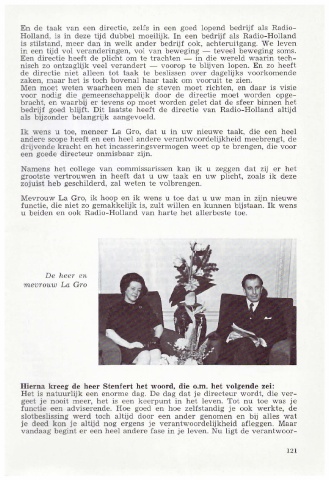 En de taak van een directie, zelfs in een goed lopend bedrijf als Radio-
Holland, is in deze tijd dubbel moeilijk. In een bedrijf als Radio-Holland
is stilstand, meer dan in welk ander bedrijf ook, achteruitgang. We leven
in een tijd vol veranderingen, vol van beweging — teveel beweging soms.
Een directie heeft de plicht om te trachten — in die wereld waarin tech-
nisch zo ontzaglijk veel verandert — voorop te blijven lopen. En zo heeft
de directie niet alleen tot taak te beslissen over dagelijks voorkomende
zaken, maar het is toch bovenal haar taak om vooruit te zien.
Men moet weten waarheen men de steven moet richten, en daar is visie
voor nodig die gemeenschappelijk door de directie moet worden opge-
bracht, en waarbij er tevens op moet worden gelet dat de sfeer binnen het
bedrijf goed blijft. Dit laatste heeft de directie van Radio-Holland altijd
als bijzonder belangrijk aangevoeld.
Ik wens u toe, meneer La Gro, dat u in uw nieuwe taak, die een heel
andere scope heeft en een heel andere verantwoordelijkheid meebrengt, de
drijvende kracht en het incasseringsvermogen weet op te brengen, die voor
een goede directeur onmisbaar zijn.
Namens het college van commissarissen kan ik u zeggen dat zij er het
grootste vertrouwen in heeft dat u uw taak en uw plicht, zoals ik deze
zojuist heb geschilderd, zal weten te volbrengen.
Mevrouw La Gro, ik hoop en ik wens u toe dat u uw man in zijn nieuwe
functie, die niet zo gemakkelijk is, zult willen en kunnen bijstaan. Ik wens
u beiden en ook Radio-Holland van harte het allerbeste toe.
De heer en
mevrouw La Gro
Hierna kreeg de heer Stenfert het woord, die o.m. het volgende zei:
Het is natuurlijk een enorme dag. De dag dat je directeur wordt, die ver-
geet je nooit meer, het is een keerpunt in het leven. Tot nu toe was je
functie een adviserende. Hoe goed en hoe zelfstandig je ook werkte, de
slotbeslissing werd toch altijd door een ander genomen en bij alles wat
je deed kon je altijd nog ergens je verantwoordelijkheid afleggen. Maar
vandaag begint er een heel andere fase in je leven. Nu ligt de verantwoor-
121